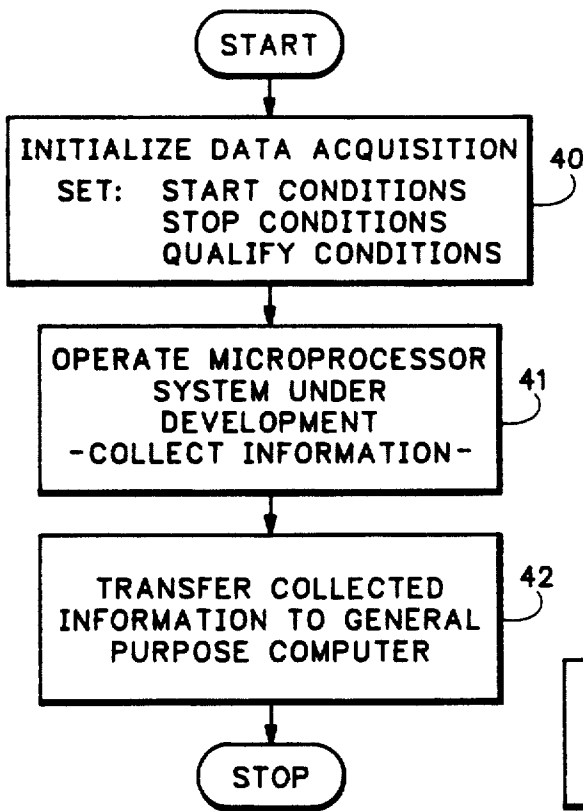 START
INITIALIZE DATA ACQUISITION
SET: START CONDITIONS
STOP CONDITIONS
QUALIFY CONDITIONS
40
OPERATE MICROPROCESSOR
SYSTEM UNDER
DEVELOPMENT
-COLLECT INFORMATION-
41
TRANSFER COLLECTED
INFORMATION TO GENERAL
PURPOSE COMPUTER
42
STOP